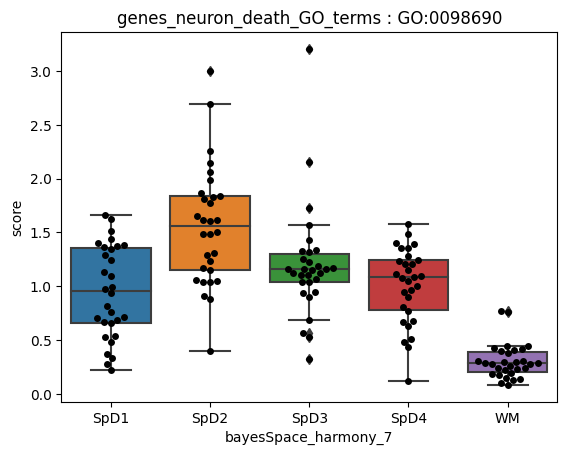 genes_neuron_death_GO_terms : GO:0098690
score
3.0
2.5
2.0
1.5
1.0
0.5
0.0
SpD1 SpD2 SpD3 SpD4 WM
bayesSpace_harmony_7